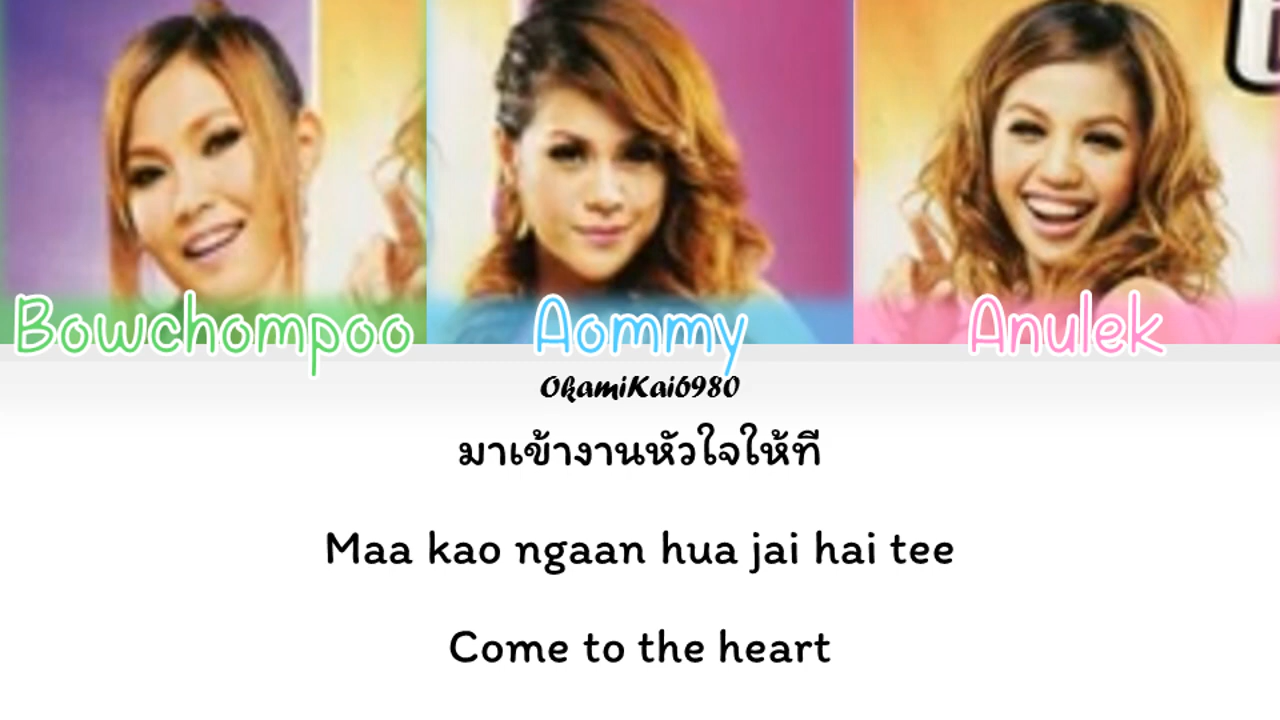 Bowchompoo
Aommy
Anulek
OkamiKai6980
มาเข้างานหัวใจให้ที
Maa kao ngaan hua jai hai tee
Come to the heart